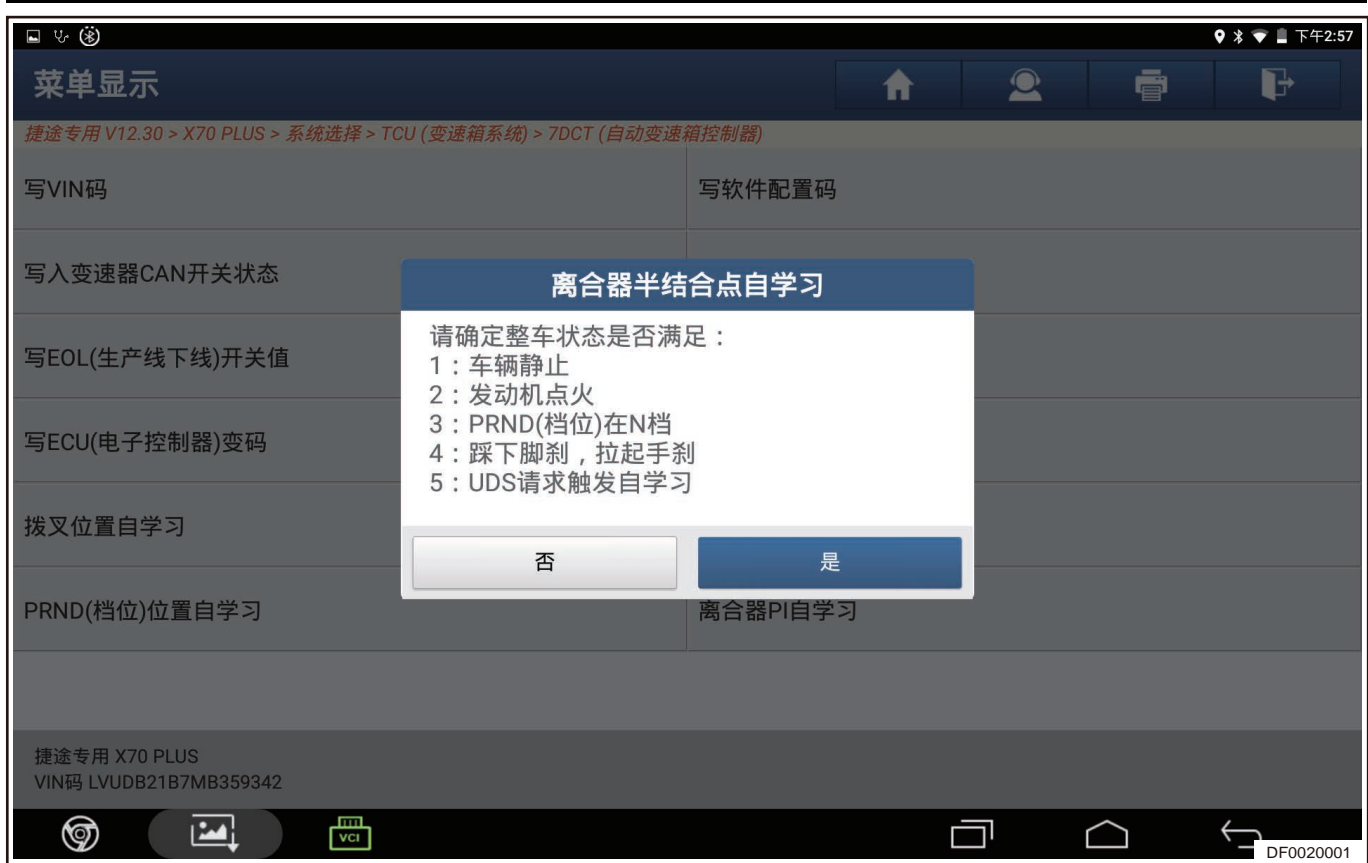 下午2:57
菜单显示
捷途专用 V12.30 > X70 PLUS > 系统选择 > TCU (变速箱系统) > 7DCT (自动变速箱控制器)
写VIN码
写软件配置码
写入变速器CAN开关状态
离合器半结合点自学习
请确定整车状态是否满足：
1：车辆静止
2：发动机点火
3：PRND(档位)在N档
4：踩下脚刹，拉起手刹
5：UDS请求触发自学习
否
是
写EOL(生产线下线)开关值
写ECU(电子控制器)变码
拨叉位置自学习
PRND(档位)位置自学习
离合器PI自学习
捷途专用 X70 PLUS
VIN码 LVUDB21B7MB359342
VCI
DF0020001